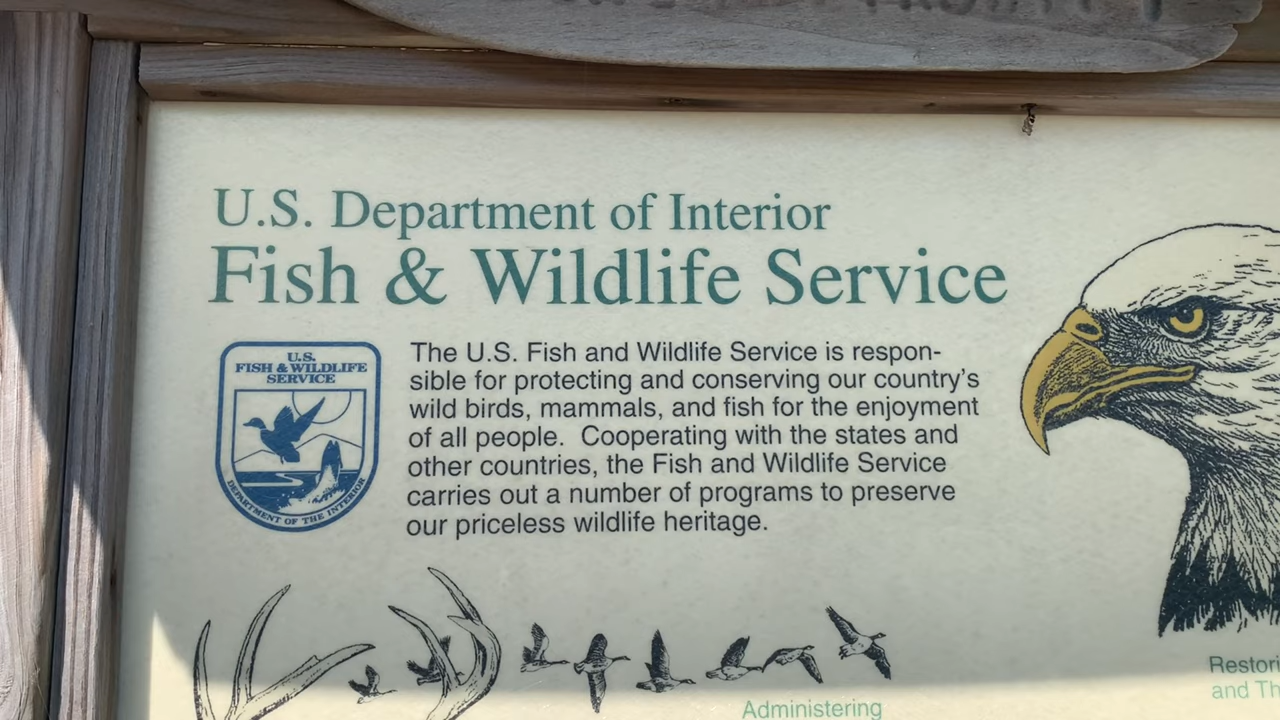 U.S. Department of Interior
Fish & Wildlife Service
U.S.
FISH & WILDLIFE
SERVICE
DEPARTMENT OF THE INTERIOR
The U.S. Fish and Wildlife Service is respon-
sible for protecting and conserving our country's
wild birds, mammals, and fish for the enjoyment
of all people.  Cooperating with the states and
other countries, the Fish and Wildlife Service
carries out a number of programs to preserve
our priceless wildlife heritage.
Administering
and